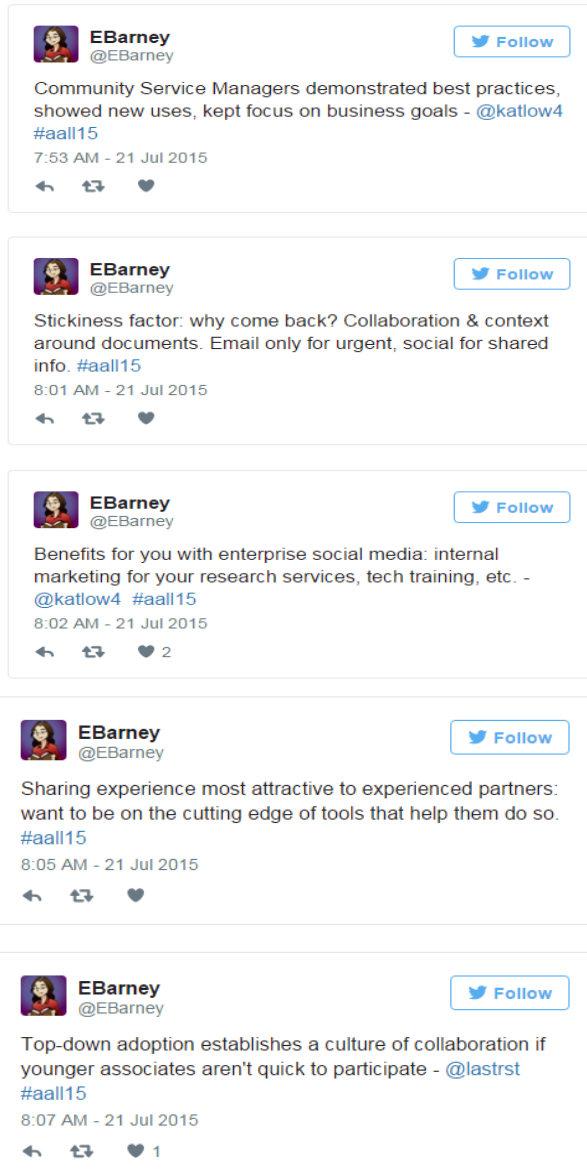 EBarney
@EBarney
Follow
Community Service Managers demonstrated best practices,
showed new uses, kept focus on business goals - @katlow4
#aall15
7:53 AM - 21 Jul 2015
EBarney
@EBarney
Follow
Stickiness factor: why come back? Collaboration & context
around documents. Email only for urgent, social for shared
info. #aall15
8:01 AM - 21 Jul 2015
EBarney
@EBarney
Follow
Benefits for you with enterprise social media: internal
marketing for your research services, tech training, etc. -
@katlow4 #aall15
8:02 AM - 21 Jul 2015
2
EBarney
@EBarney
Follow
Sharing experience most attractive to experienced partners:
want to be on the cutting edge of tools that help them do so.
#aall15
8:05 AM - 21 Jul 2015
EBarney
@EBarney
Follow
Top-down adoption establishes a culture of collaboration if
younger associates aren't quick to participate - @lastrst
#aall15
8:07 AM - 21 Jul 2015
1